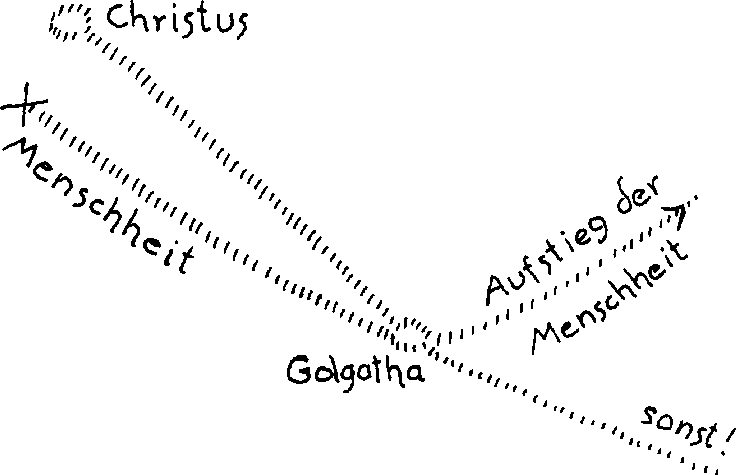 Christus
Menschheit
Aufstieg der
Menschheit
Golgatha
sonst!